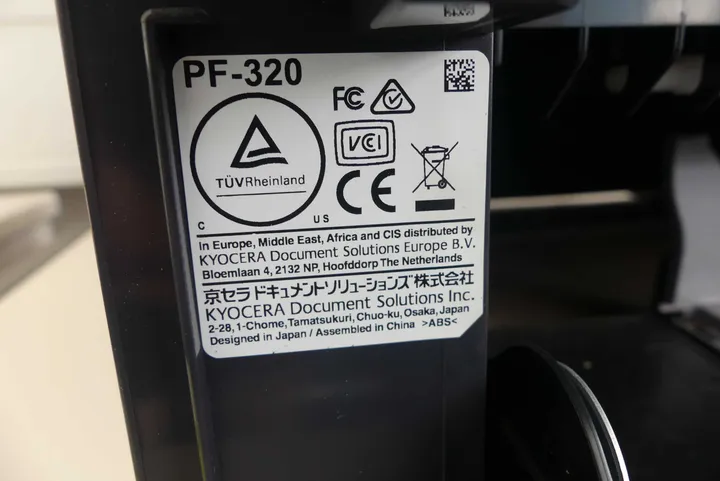 PF-320
FC
VCI
TÜVRheinland
CE
C US
In Europe, Middle East, Africa and CIS distributed by
KYOCERA Document Solutions Europe B.V.
Bloemlaan 4, 2132 NP, Hoofddorp The Netherlands
京セラドキュメントソリューションズ株式会社
KYOCERA Document Solutions Inc.
2-28,1-Chome,Tamatsukuri, Chuo-ku, Osaka, Japan
Designed in Japan / Assembled in China >ABS<